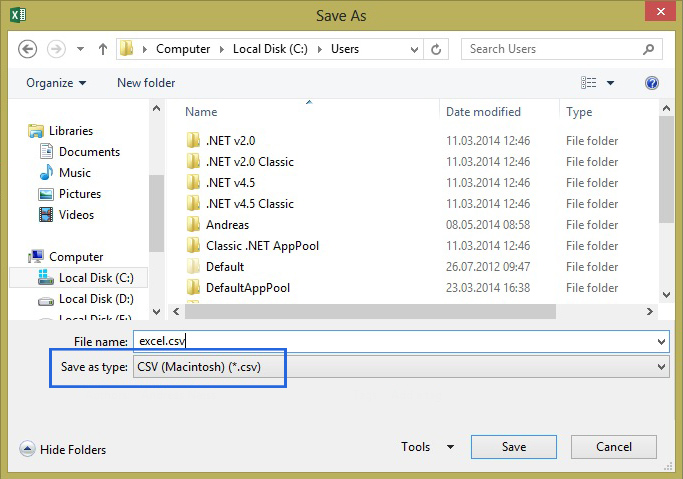 Save As
Computer Local Disk (C:) Users
Search Users
Organize New folder
Name Date modified Type
Libraries
Documents
Music
Pictures
Videos
Computer
Local Disk (C:)
Local Disk (D:)
.NET v2.0 11.03.2014 12:46 File folder
.NET v2.0 Classic 11.03.2014 12:46 File folder
.NET v4.5 11.03.2014 12:46 File folder
.NET v4.5 Classic 11.03.2014 12:46 File folder
Andreas 08.05.2014 08:58 File folder
Classic .NET AppPool 11.03.2014 12:46 File folder
Default 26.07.2012 09:47 File folder
DefaultAppPool 23.03.2014 16:38 File folder
File name: excel.csv
Save as type: CSV (Macintosh) (*.csv)
Hide Folders
Tools Save Cancel